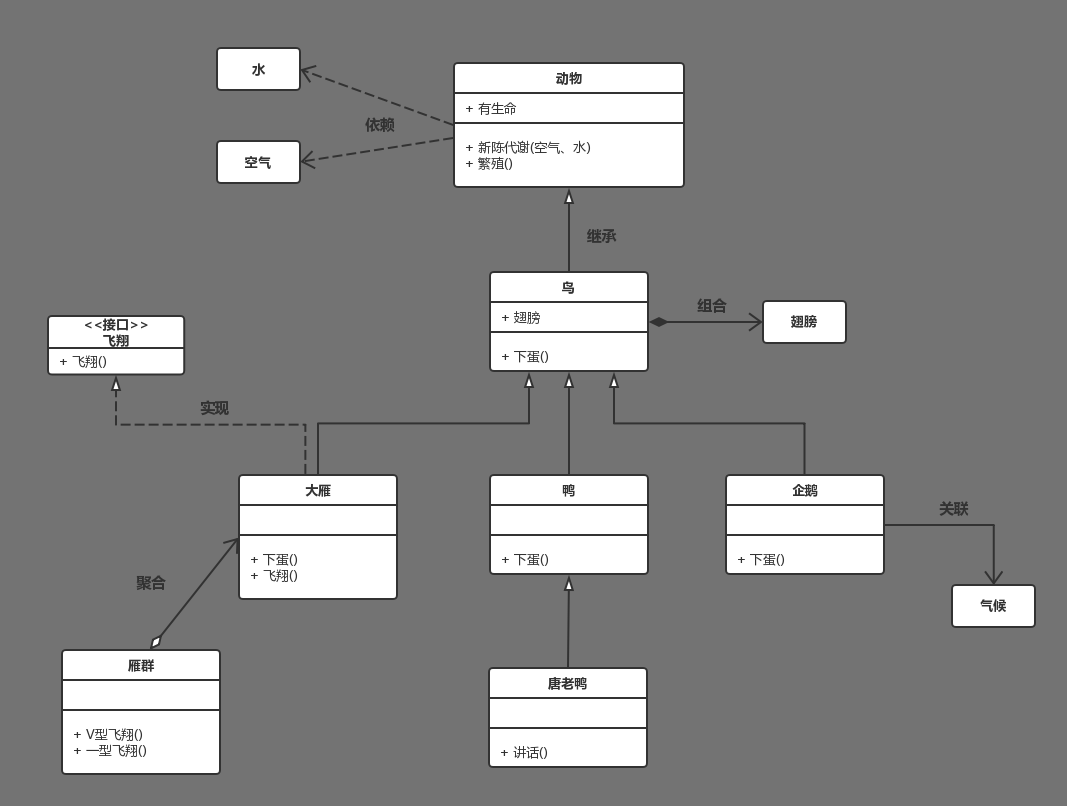 水
动物
+ 有生命
依赖
+ 新陈代谢(空气、水)
+ 繁殖()
空气
继承
鸟
+ 翅膀
+ 下蛋()
组合
翅膀
<<接口>>
飞翔
+ 飞翔()
实现
大雁
+ 下蛋()
+ 飞翔()
鸭
+ 下蛋()
企鹅
+ 下蛋()
关联
气候
聚合
雁群
+ V型飞翔()
+ 一型飞翔()
唐老鸭
+ 讲话()